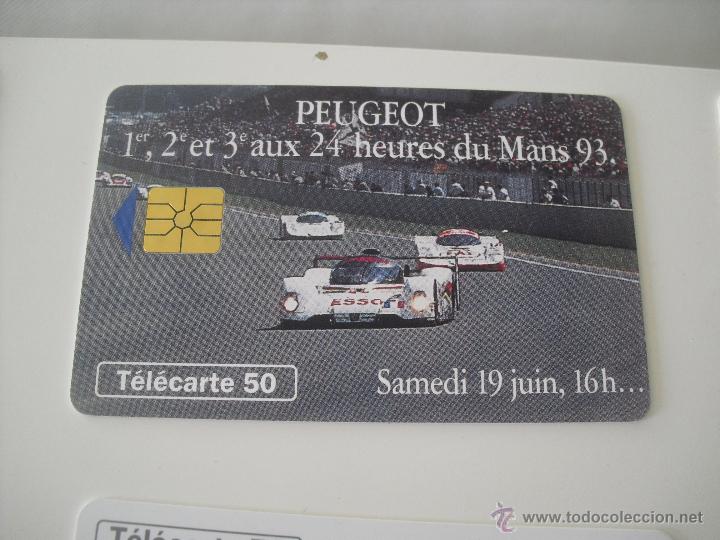 PEUGEOT
1er, 2e et 3e aux 24 heures du Mans 93.
ESSO
Télécarte 50
Samedi 19 juin, 16h...
Télécarte
© www.todocoleccion.net